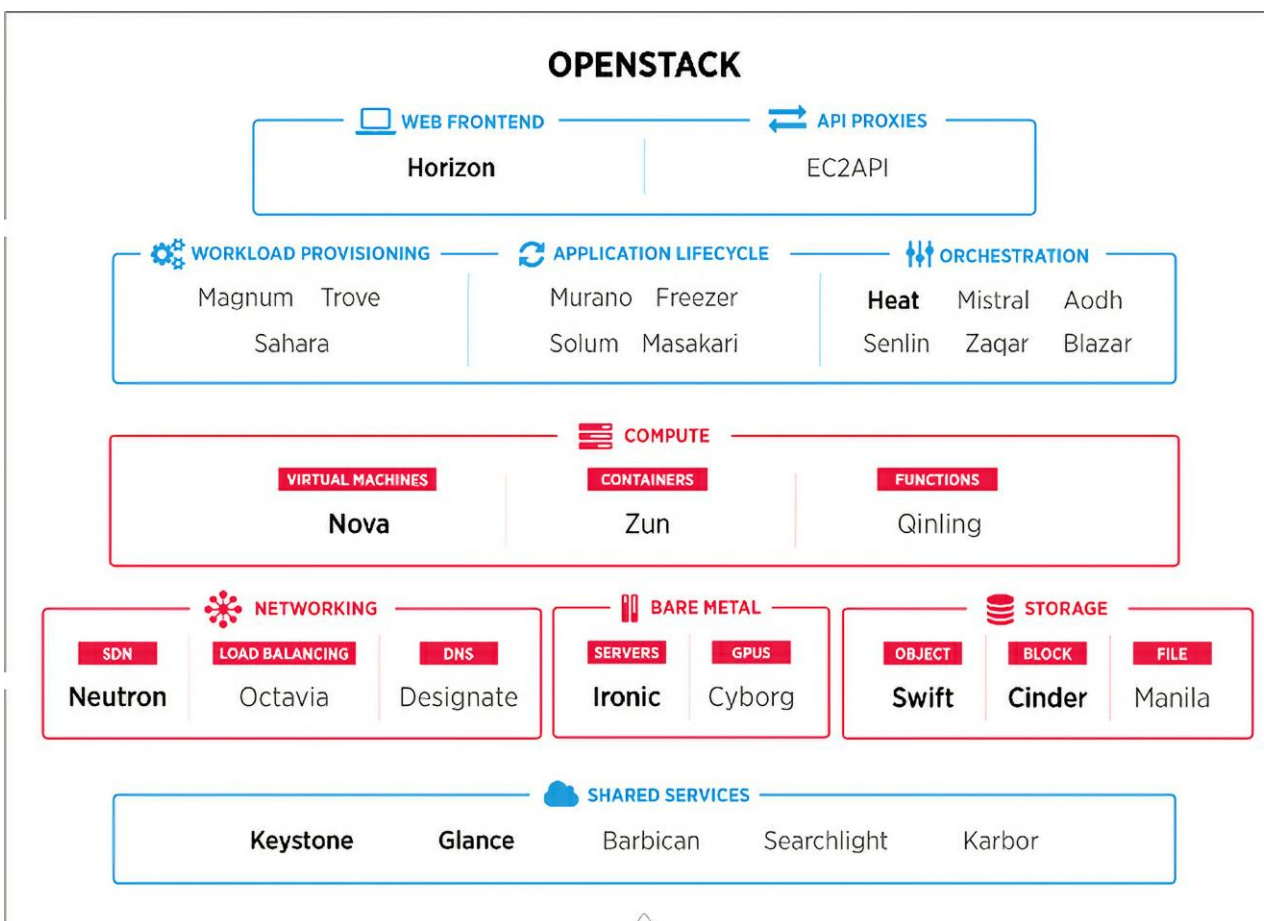 OPENSTACK
WEB FRONTEND API PROXIES
Horizon EC2API
WORKLOAD PROVISIONING APPLICATION LIFECYCLE ORCHESTRATION
Magnum Trove Murano Freezer Heat Mistral Aodh
Sahara Solum Masakari Senlin Zaqar Blazar
COMPUTE
VIRTUAL MACHINES CONTAINERS FUNCTIONS
Nova Zun Qinling
NETWORKING BARE METAL STORAGE
SDN LOAD BALANCING DNS SERVERS GPUS OBJECT BLOCK FILE
Neutron Octavia Designate Ironic Cyborg Swift Cinder Manila
SHARED SERVICES
Keystone Glance Barbican Searchlight Karbor